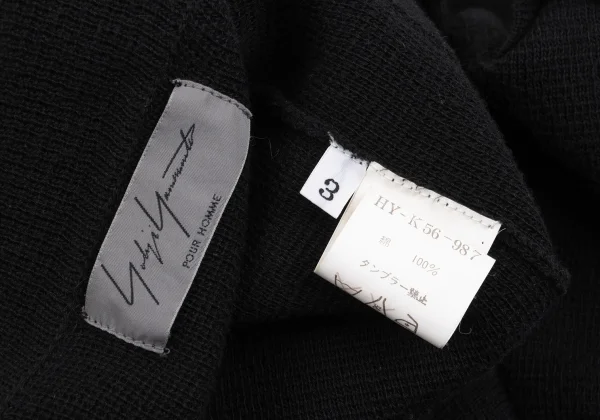 Yohji Yamamoto
POUR HOMME
3
HY-K56-987
綿 100%
タンブラー禁止